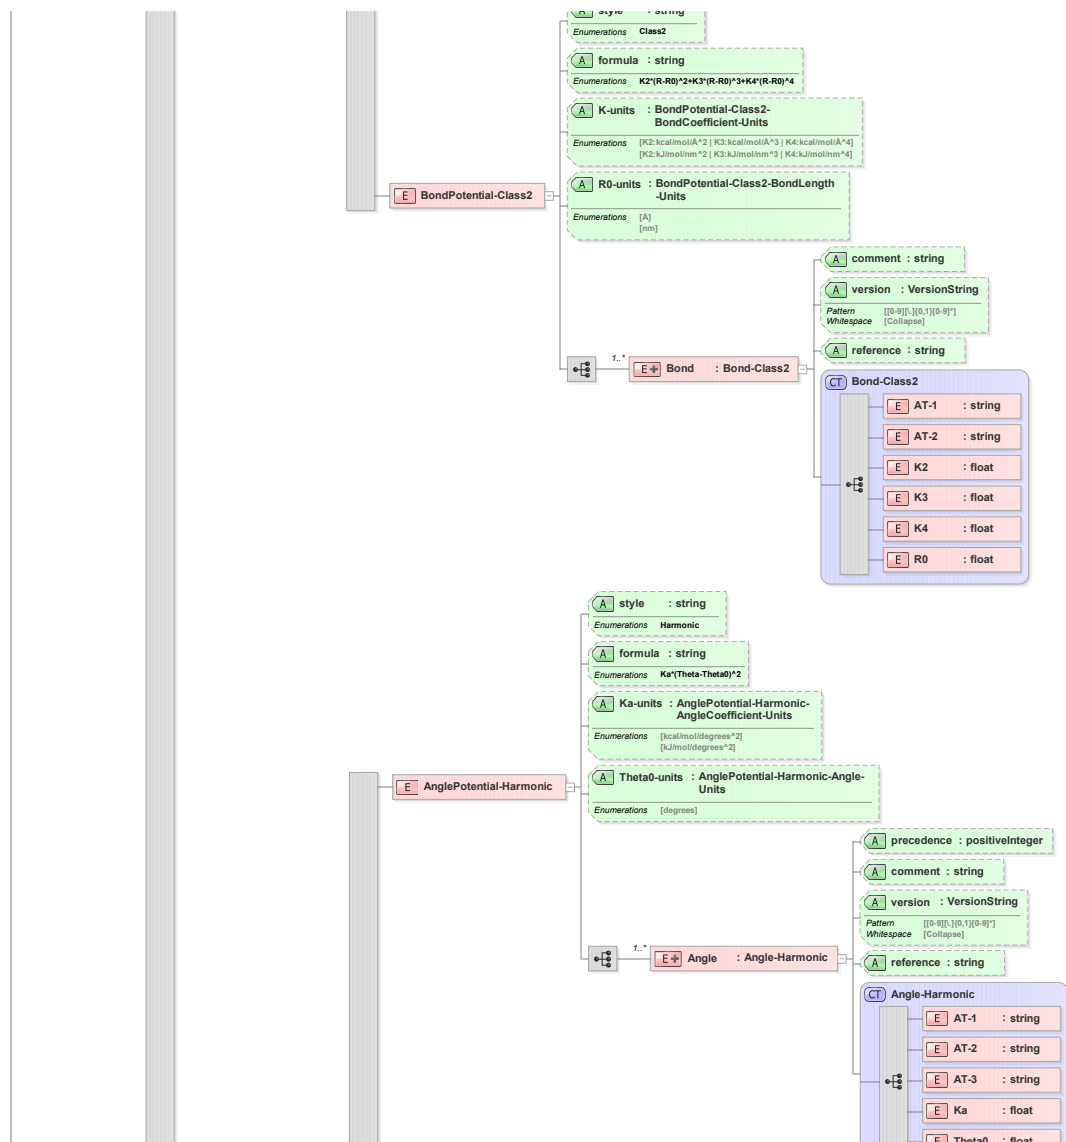 A style : string
Enumerations Class2
A formula : string
Enumerations K2*(R-R0)^2+K3*(R-R0)^3+K4*(R-R0)^4
A K-units : BondPotential-Class2-
BondCoefficient-Units
Enumerations [K2:kcal/mol/Å^2 | K3:kcal/mol/Å^3 | K4:kcal/mol/Å^4]
[K2:kJ/mol/nm^2 | K3:kJ/mol/nm^3 | K4:kJ/mol/nm^4]
A R0-units : BondPotential-Class2-BondLength
-Units
E BondPotential-Class2
Enumerations [Å]
[nm]
A comment : string
A version : VersionString
Pattern [[0-9][\.]{0,1}[0-9]*]
Whitespace [Collapse]
A reference : string
1..*
E Bond : Bond-Class2
CT Bond-Class2
E AT-1 : string
E AT-2 : string
E K2 : float
E K3 : float
E K4 : float
E R0 : float
A style : string
Enumerations Harmonic
A formula : string
Enumerations Ka*(Theta-Theta0)^2
A Ka-units : AnglePotential-Harmonic-
AngleCoefficient-Units
Enumerations [kcal/mol/degrees^2]
[kJ/mol/degrees^2]
A Theta0-units : AnglePotential-Harmonic-Angle-
Units
E AnglePotential-Harmonic
Enumerations [degrees]
A precedence : positiveInteger
A comment : string
A version : VersionString
Pattern [[0-9][\.]{0,1}[0-9]*]
Whitespace [Collapse]
1..*
E Angle : Angle-Harmonic
A reference : string
CT Angle-Harmonic
E AT-1 : string
E AT-2 : string
E AT-3 : string
E Ka : float
E Theta0 : float